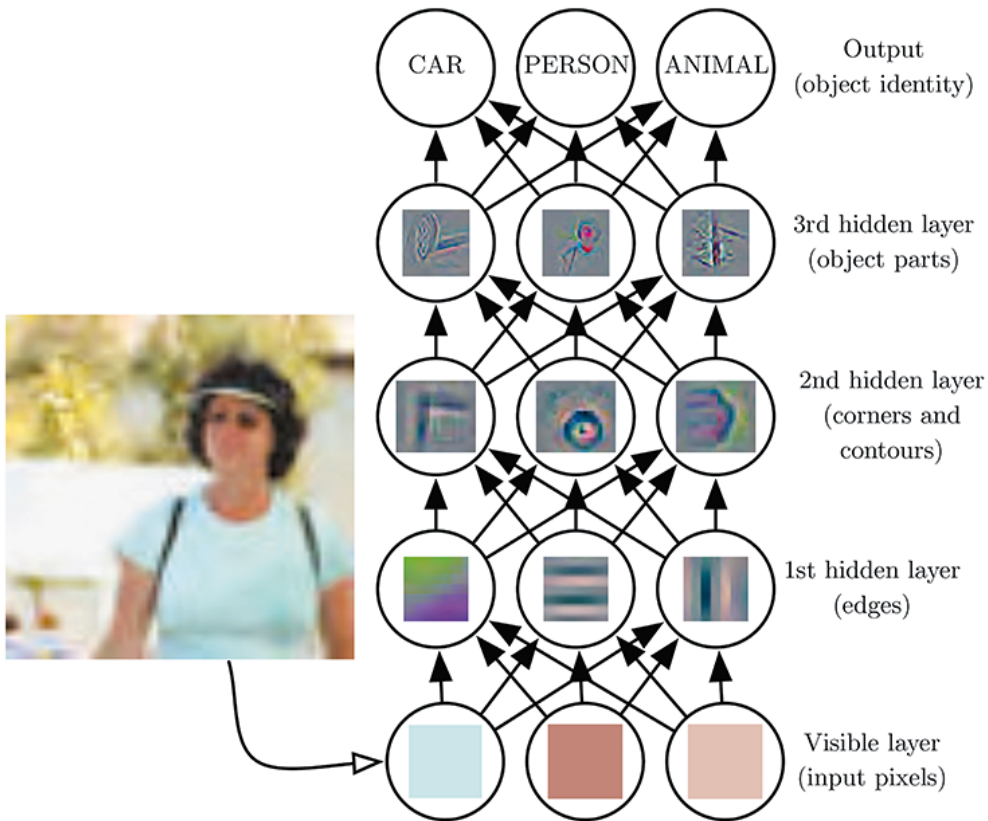 CAR
PERSON
ANIMAL
Output
(object identity)
3rd hidden layer
(object parts)
2nd hidden layer
(corners and
contours)
1st hidden layer
(edges)
Visible layer
(input pixels)